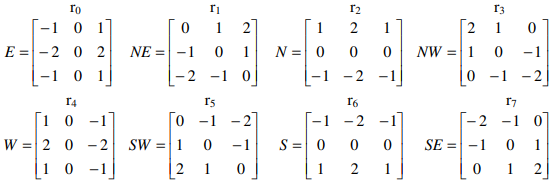 r0 r1 r2 r3
E = [ -1 0 1 NE = [ 0 1 2 N = [ 1 2 1 NW = [ 2 1 0
-2 0 2 -1 0 1 0 0 0 1 0 -1
-1 0 1 ] -2 -1 0 ] -1 -2 -1 ] 0 -1 -2 ]
r4 r5 r6 r7
W = [ 1 0 -1 SW = [ 0 -1 -2 S = [ -1 -2 -1 SE = [ -2 -1 0
2 0 -2 1 0 -1 0 0 0 -1 0 1
1 0 -1 ] 2 1 0 ] 1 2 1 ] 0 1 2 ]